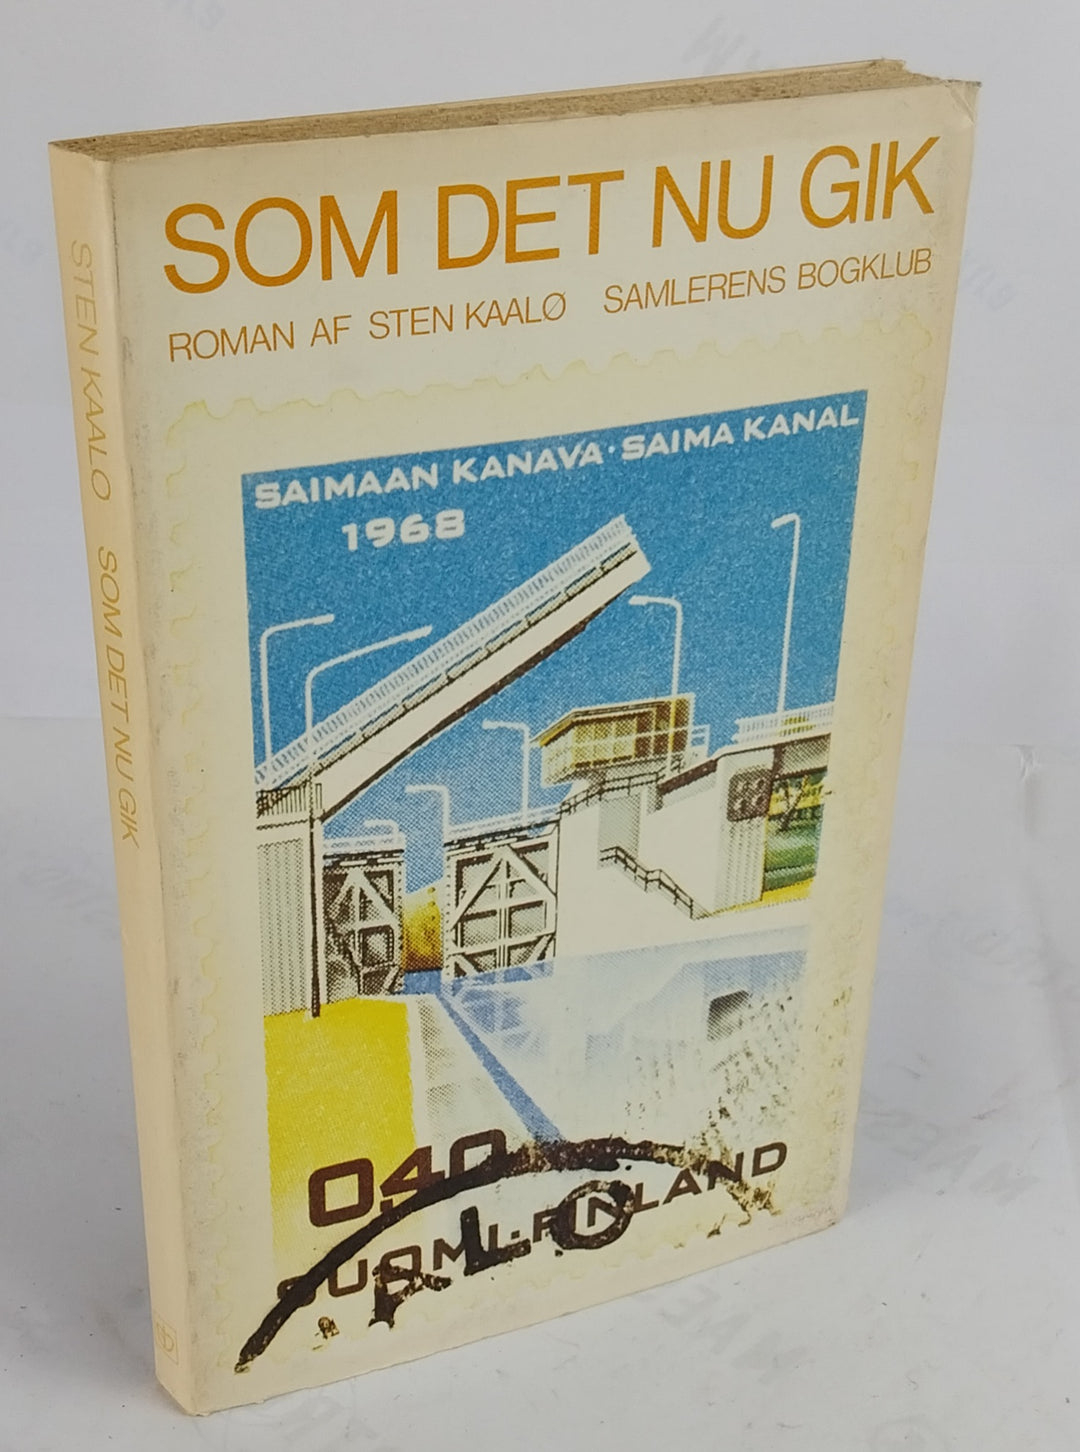 SOM DET NU GIK
ROMAN AF STEN KAALØ SAMLERENS BOGKLUB
SAIMAAN KANAVA · SAIMA KANAL
1968
040
SUOMI-FINLAND
STEN KAALØ SOM DET NU GIK